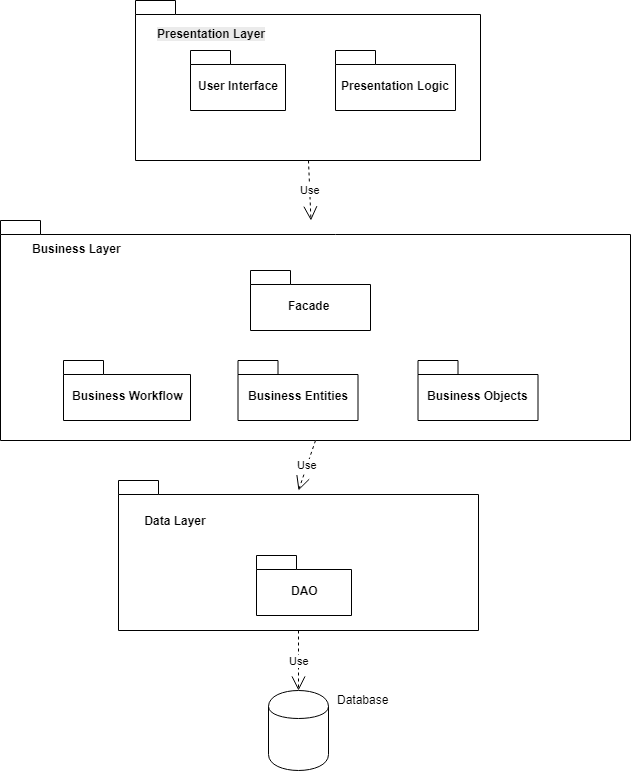 Presentation Layer
User Interface
Presentation Logic
Use
Business Layer
Facade
Business Workflow
Business Entities
Business Objects
Use
Data Layer
DAO
Use
Database